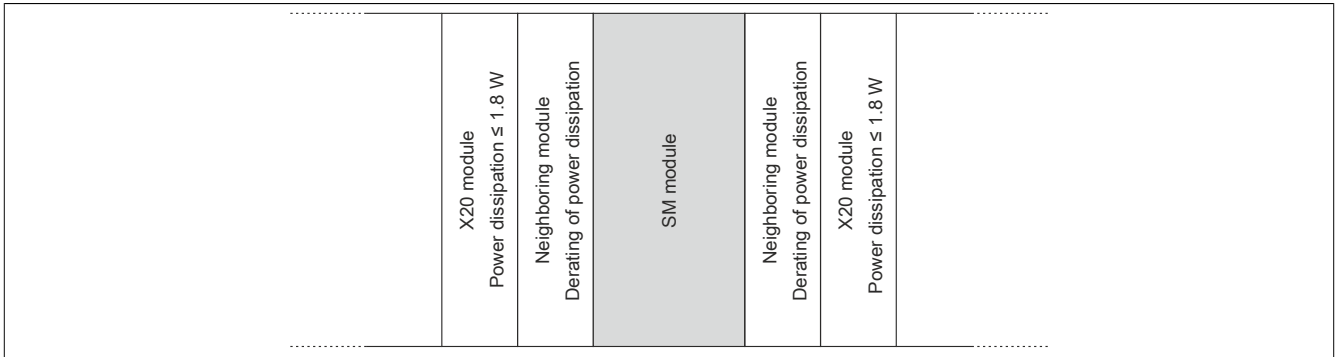 X20 module
Power dissipation ≤ 1.8 W
Neighboring module
Derating of power dissipation
SM module
Neighboring module
Derating of power dissipation
X20 module
Power dissipation ≤ 1.8 W